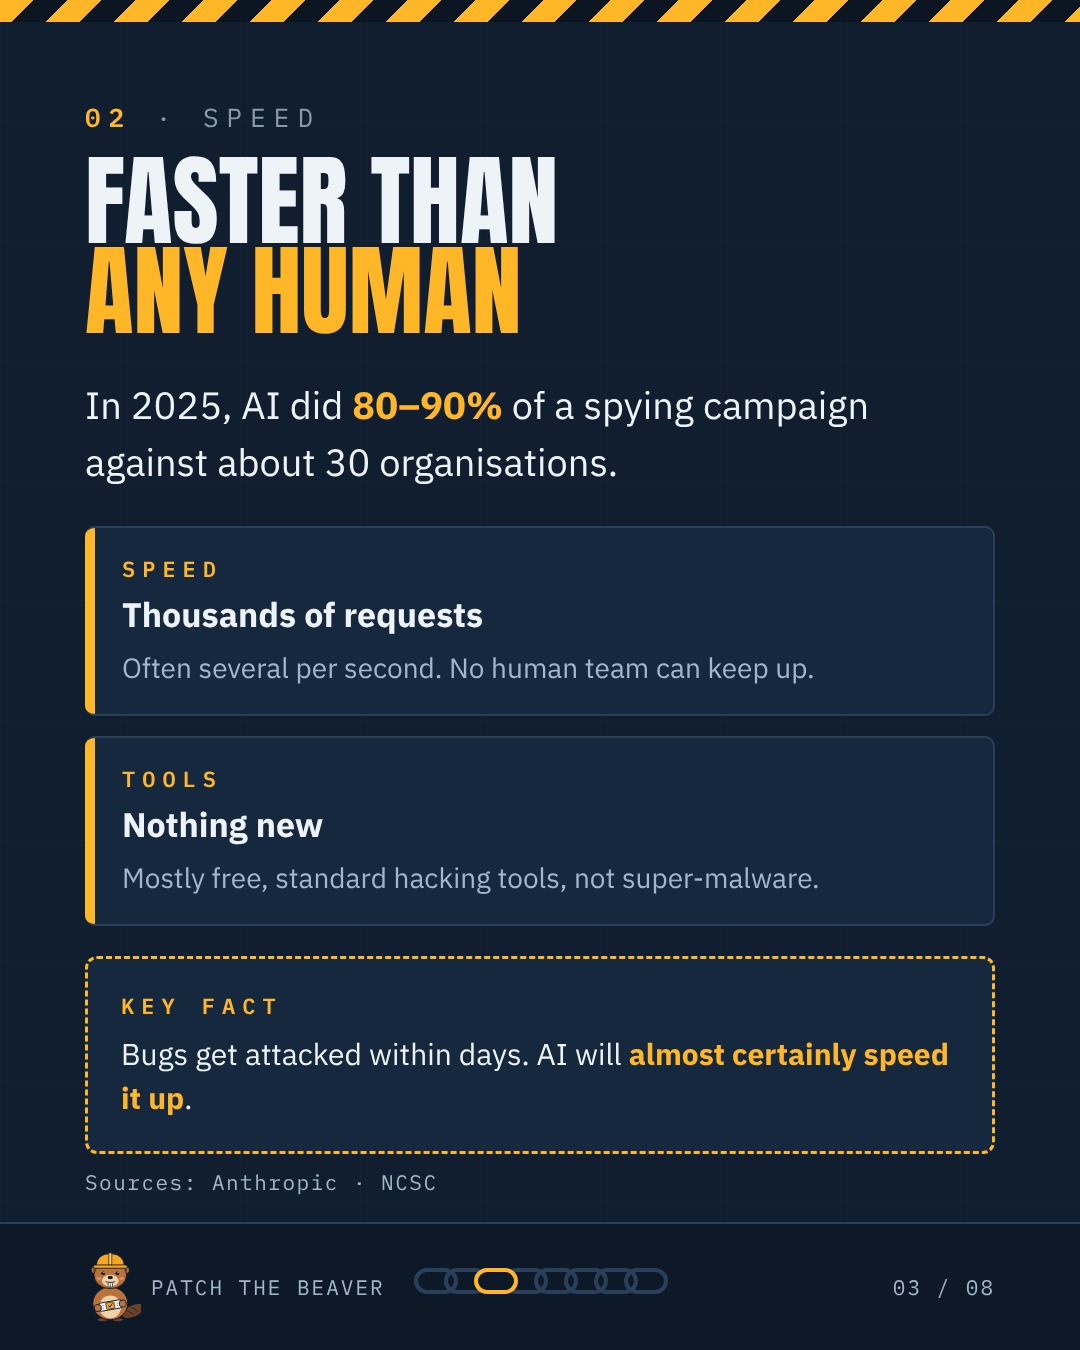 02 · SPEED
FASTER THAN
ANY HUMAN
In 2025, AI did 80–90% of a spying campaign
against about 30 organisations.
SPEED
Thousands of requests
Often several per second. No human team can keep up.
TOOLS
Nothing new
Mostly free, standard hacking tools, not super-malware.
KEY FACT
Bugs get attacked within days. AI will almost certainly speed
it up.
Sources: Anthropic · NCSC
PATCH THE BEAVER
03 / 08